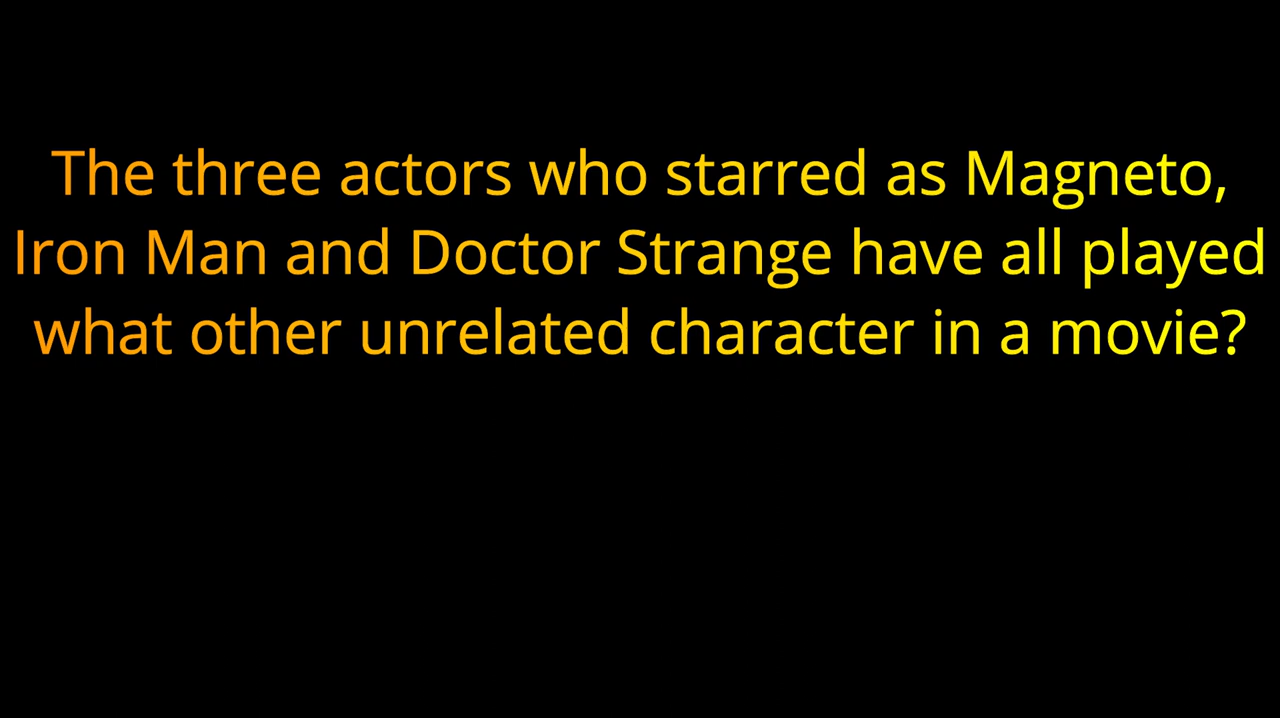 The three actors who starred as Magneto,
Iron Man and Doctor Strange have all played
what other unrelated character in a movie?